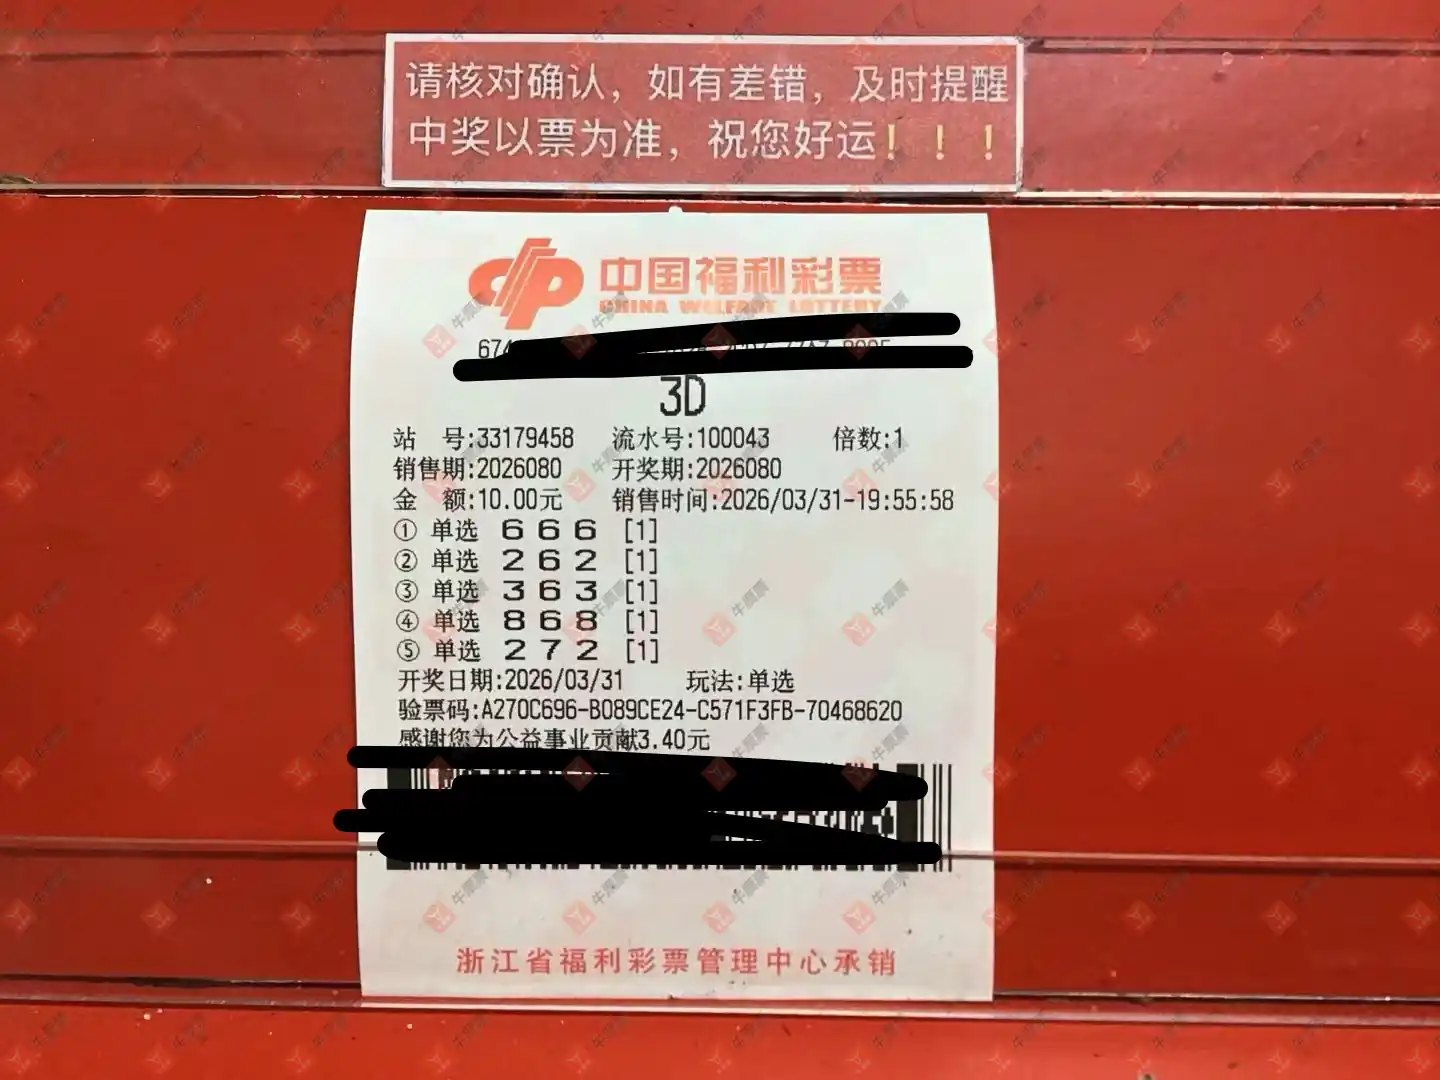 请核对确认，如有差错，及时提醒
中奖以票为准，祝您好运！！！
中国福利彩票
CHINA WELFARE LOTTERY
3D
站 号:33179458 流水号:100043 倍数:1
销售期:2026080 开奖期:2026080
金 额:10.00元 销售时间:2026/03/31-19:55:58
① 单选 6 6 6 [1]
② 单选 2 6 2 [1]
③ 单选 3 6 3 [1]
④ 单选 8 6 8 [1]
⑤ 单选 2 7 2 [1]
开奖日期:2026/03/31 玩法:单选
验票码:A270C696-B089CE24-C571F3FB-70468620
感谢您为公益事业贡献3.40元
浙江省福利彩票管理中心承销
牛票票